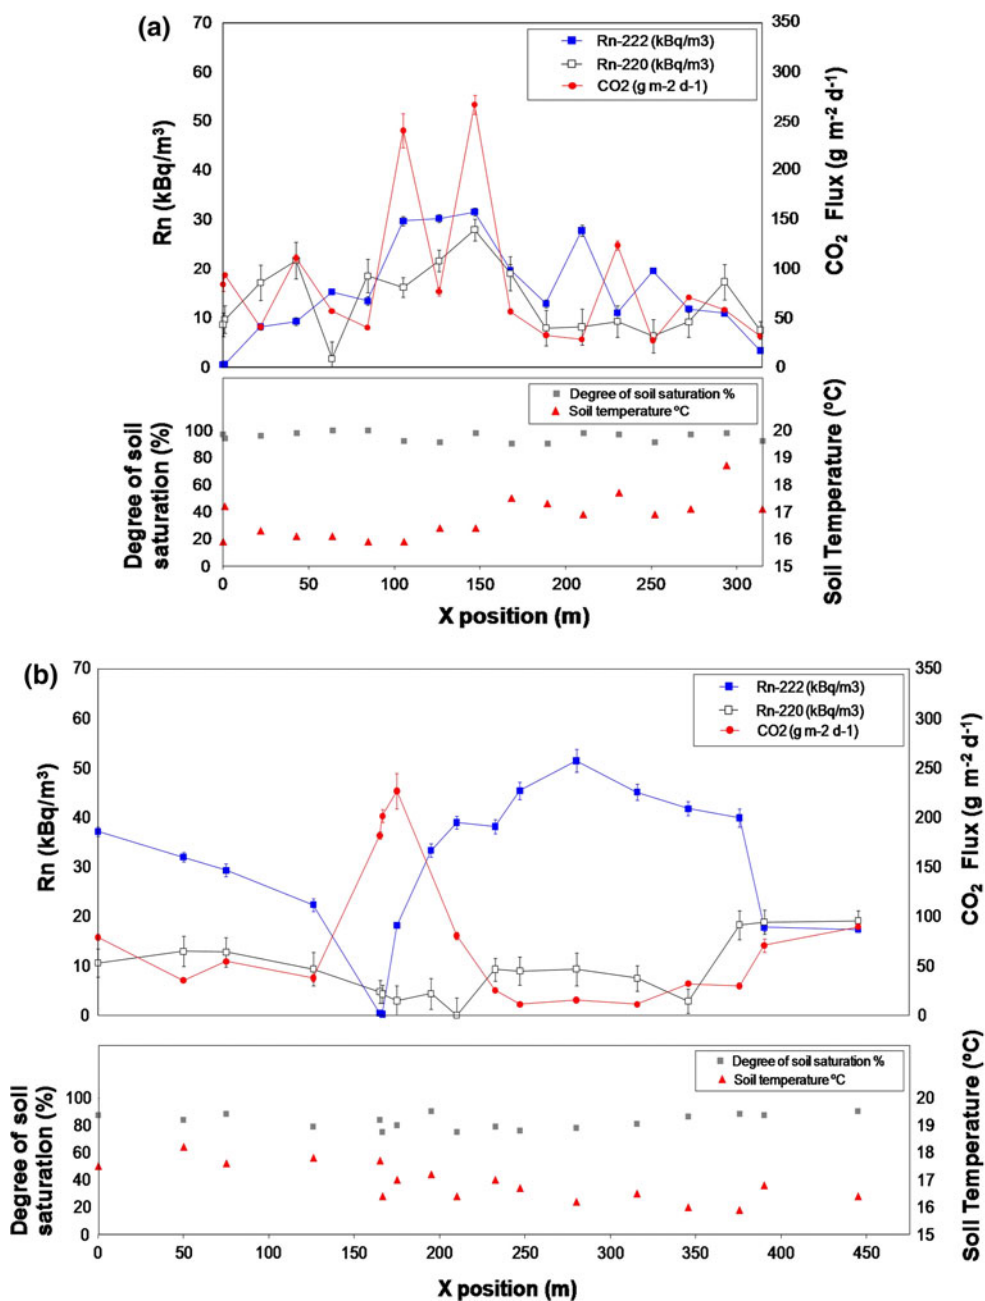 (a)
70
60
50
40
30
20
10
0
Rn (kBq/m³)
350
300
250
200
150
100
50
0
CO₂ Flux (g m⁻² d⁻¹)
Rn-222 (kBq/m3)
Rn-220 (kBq/m3)
CO2 (g m-2 d-1)
Degree of soil saturation %
Soil temperature ºC
100
80
60
40
20
0
Degree of soil
saturation (%)
20
19
18
17
16
15
Soil Temperature (ºC)
0 50 100 150 200 250 300
X position (m)
(b)
70
60
50
40
30
20
10
0
Rn (kBq/m³)
350
300
250
200
150
100
50
0
CO₂ Flux (g m⁻² d⁻¹)
Rn-222 (kBq/m3)
Rn-220 (kBq/m3)
CO2 (g m-2 d-1)
Degree of soil saturation %
Soil temperature ºC
100
80
60
40
20
0
Degree of soil
saturation (%)
20
19
18
17
16
15
Soil Temperature (ºC)
0 50 100 150 200 250 300 350 400 450
X position (m)